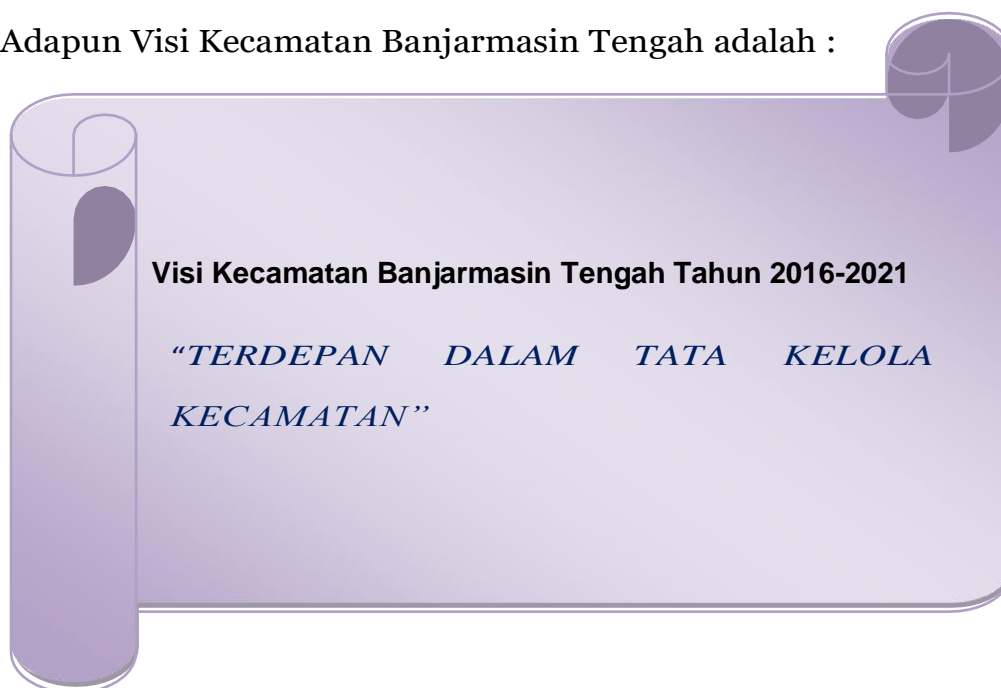 Adapun Visi Kecamatan Banjarmasin Tengah adalah :
Visi Kecamatan Banjarmasin Tengah Tahun 2016-2021
“TERDEPAN DALAM TATA KELOLA
KECAMATAN”